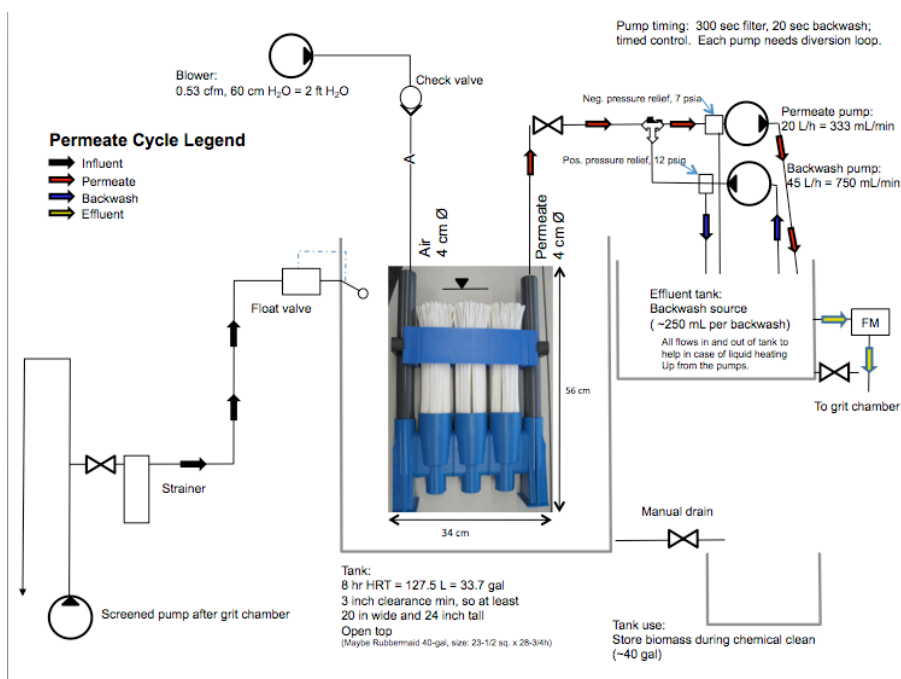 Pump timing: 300 sec filter, 20 sec backwash;
timed control. Each pump needs diversion loop.
Blower:
0.53 cfm, 60 cm H₂O = 2 ft H₂O
Check valve
Neg. pressure relief, 7 psia
Permeate pump:
20 L/h = 333 mL/min
Permeate Cycle Legend
Influent
Permeate
Backwash
Effluent
A
Pos. pressure relief, 12 psig
Backwash pump:
45 L/h = 750 mL/min
Air
4 cm Ø
Permeate
4 cm Ø
Float valve
Effluent tank:
Backwash source
( ~250 mL per backwash)
All flows in and out of tank to
help in case of liquid heating
Up from the pumps.
FM
To grit chamber
56 cm
Strainer
34 cm
Manual drain
Screened pump after grit chamber
Tank:
8 hr HRT = 127.5 L = 33.7 gal
3 inch clearance min, so at least
20 in wide and 24 inch tall
Open top
(Maybe Rubbermaid 40-gal, size: 23-1/2 sq. x 28-3/4h)
Tank use:
Store biomass during chemical clean
(~40 gal)